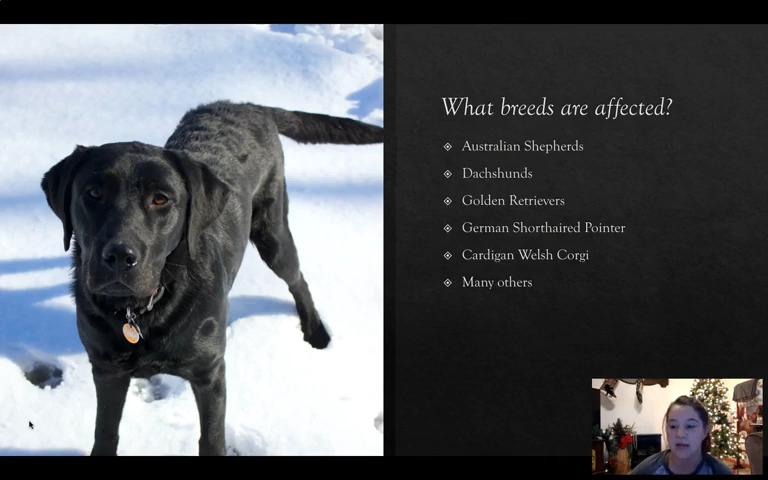 What breeds are affected?
Australian Shepherds
Dachshunds
Golden Retrievers
German Shorthaired Pointer
Cardigan Welsh Corgi
Many others